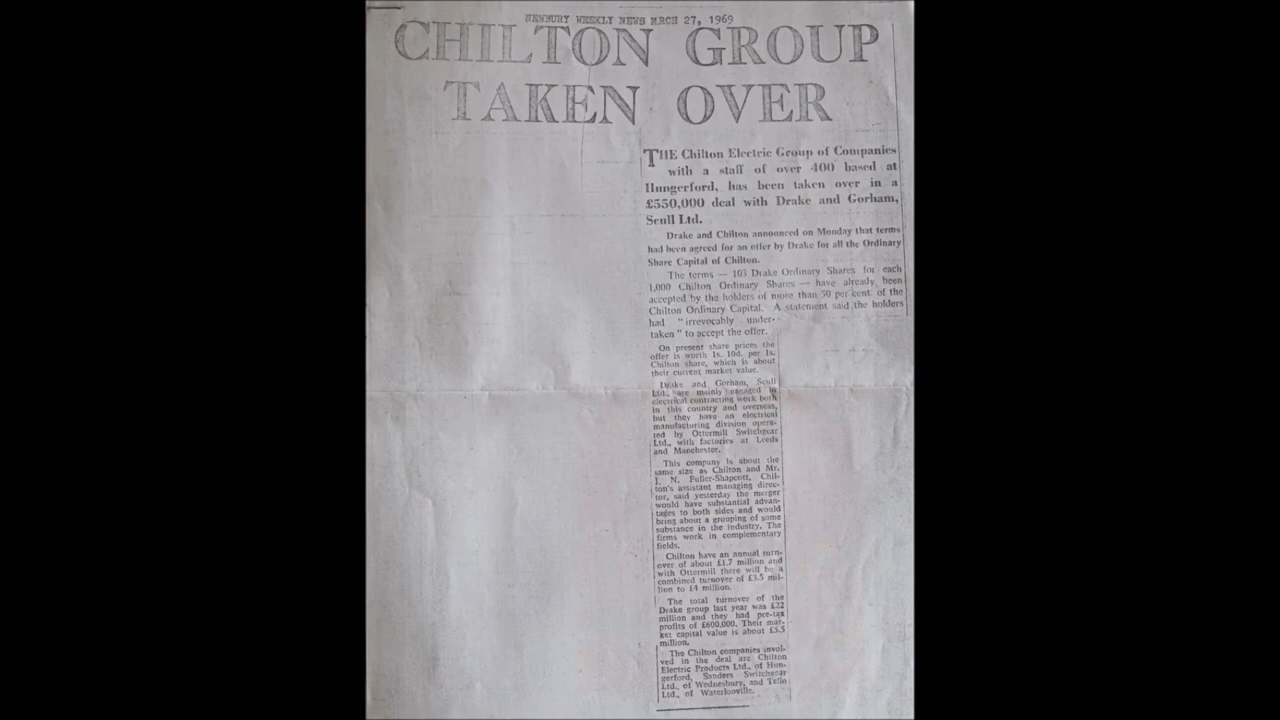 NEWBURY WEEKLY NEWS MRCH 27, 1969
CHILTON GROUP
TAKEN OVER
THE Chilton Electric Group of Companies
with a staff of over 400 based at
Hungerford, has been taken over in a
£550,000 deal with Drake and Gorham,
Scull Ltd.
Drake and Chilton announced on Monday that terms
had been agreed for an offer by Drake for all the Ordinary
Share Capital of Chilton.
The terms — 103 Drake Ordinary Shares for each
1,000 Chilton Ordinary Shares — have already been
accepted by the holders of more than 50 per cent. of the
Chilton Ordinary Capital. A statement said the holders
had "irrevocably under-
taken" to accept the offer.
On present share prices the
offer is worth 1s. 10d. per 1s.
Chilton share, which is about
their current market value.
Drake and Gorham, Scull
Ltd., are mainly engaged in
electrical contracting work both
in this country and overseas,
but they have an electrical
manufacturing division opera-
ted by Ottermill Switchgear
Ltd., with factories at Leeds
and Manchester.
This company is about the
same size as Chilton and Mr.
J. N. Fuller-Shapcott, Chil-
ton's assistant managing direc-
tor, said yesterday the merger
would have substantial advan-
tages to both sides and would
bring about a grouping of some
substance in the industry. The
firms work in complementary
fields.
Chilton have an annual turn-
over of about £1.7 million and
with Ottermill there will be a
combined turnover of £3.5 mil-
lion to £4 million.
The total turnover of the
Drake group last year was £22
million and they had pre-tax
profits of £600,000. Their mar-
ket capital value is about £5.5
million.
The Chilton companies invol-
ved in the deal are Chilton
Electric Products Ltd., of Hun-
gerford, Sanders Switchgear
Ltd., of Wednesbury, and Tello
Ltd., of Waterlooville.